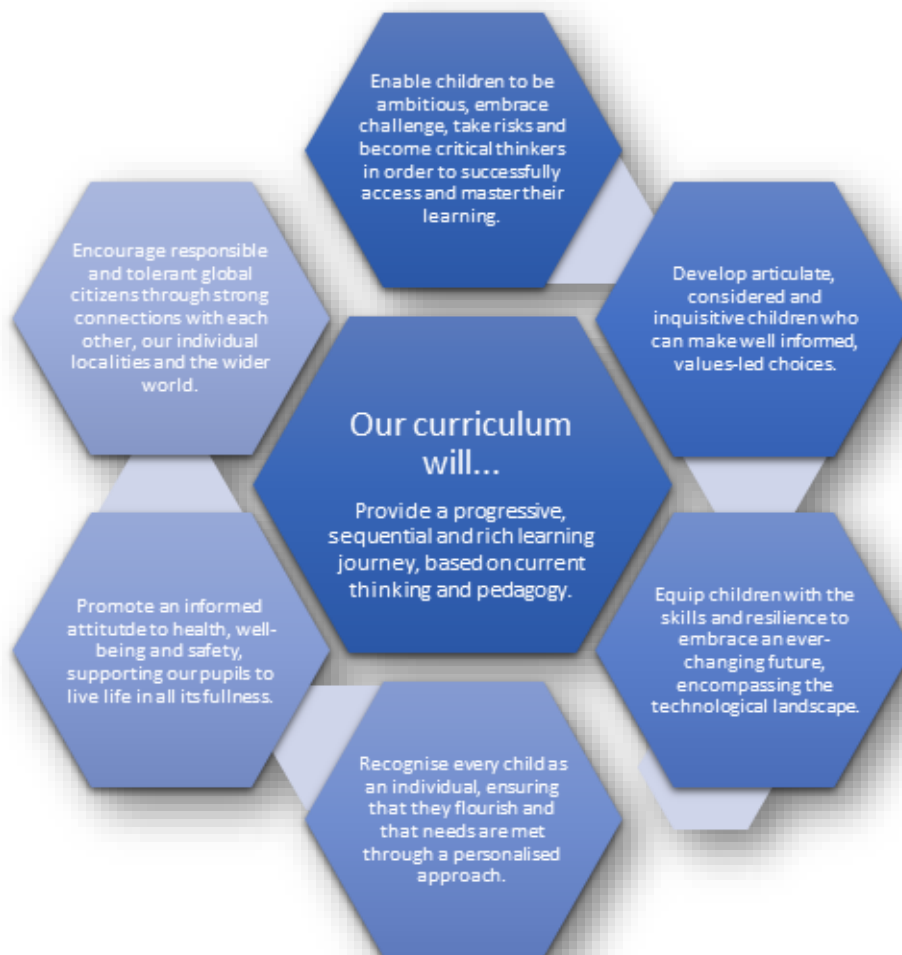 Enable children to be
ambitious, embrace
challenge, take risks and
become critical thinkers
in order to successfully
access and master their
learning.
Develop articulate,
considered and
inquisitive children who
can make well informed,
values-led choices.
Equip children with the
skills and resilience to
embrace an ever-
changing future,
encompassing the
technological landscape.
Recognise every child as
an individual, ensuring
that they flourish and
that needs are met
through a personalised
approach.
Promote an informed
attitutde to health, well-
being and safety,
supporting our pupils to
live life in all its fullness.
Encourage responsible
and tolerant global
citizens through strong
connections with each
other, our individual
localities and the wider
world.
Our curriculum
will...
Provide a progressive,
sequential and rich learning
journey, based on current
thinking and pedagogy.